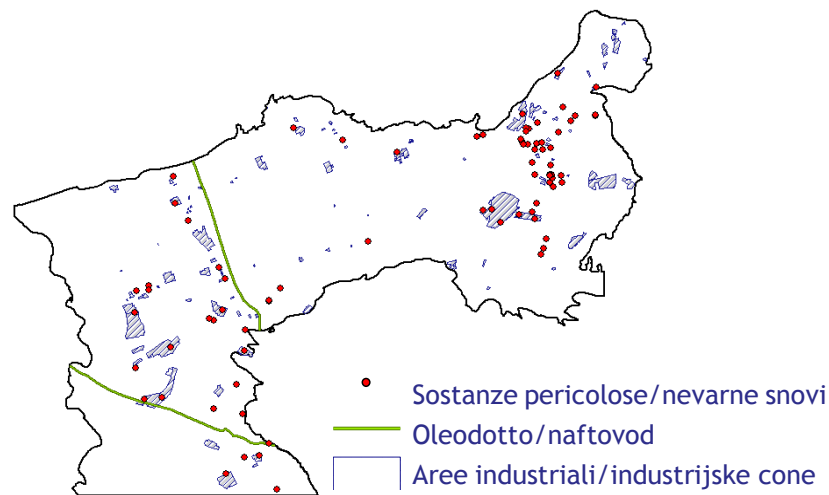 Sostanze pericolose/nevarne snovi
Oleodotto/naftovod
Aree industriali/industrijske cone